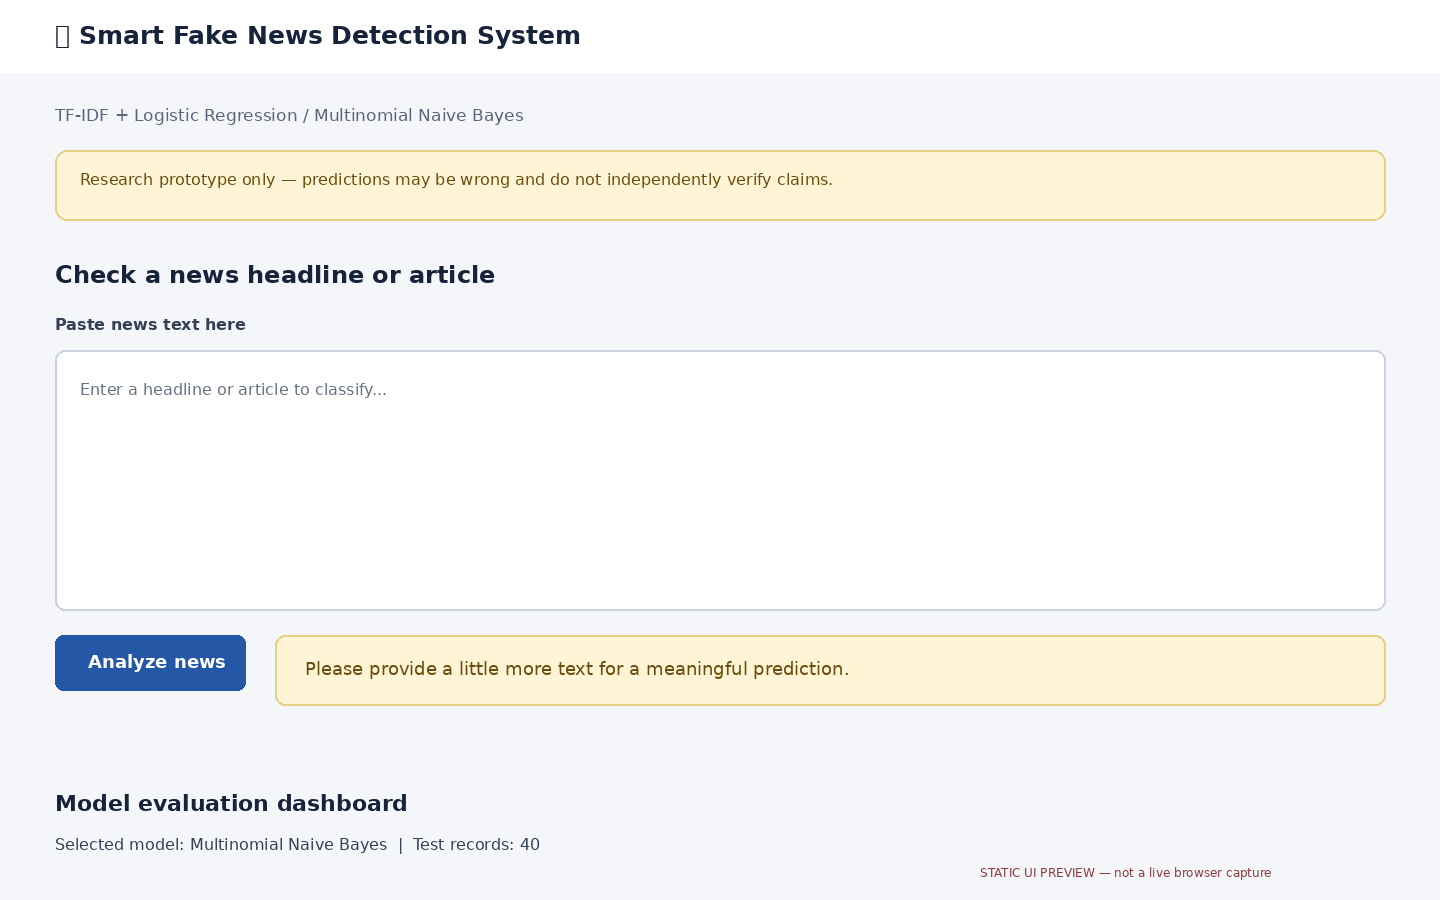 Smart Fake News Detection System
TF-IDF + Logistic Regression / Multinomial Naive Bayes
Research prototype only — predictions may be wrong and do not independently verify claims.
Check a news headline or article
Paste news text here
Enter a headline or article to classify...
Analyze news
Please provide a little more text for a meaningful prediction.
Model evaluation dashboard
Selected model: Multinomial Naive Bayes | Test records: 40
STATIC UI PREVIEW — not a live browser capture